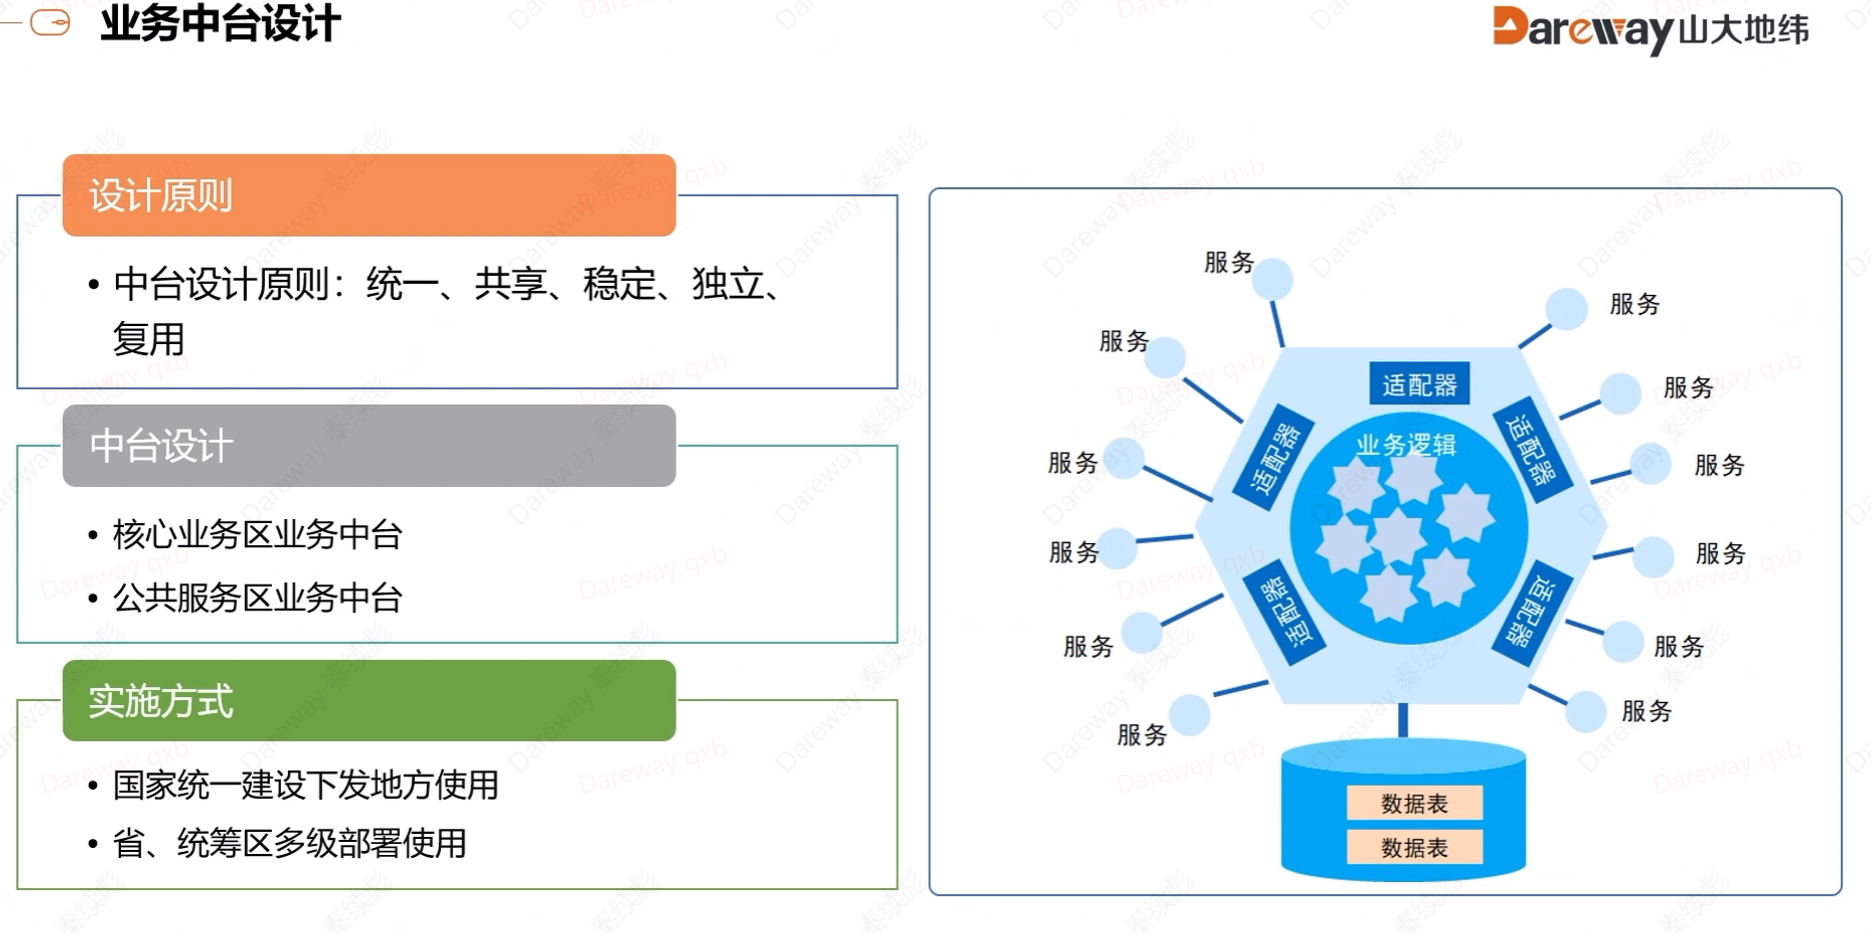 业务中台设计
Dareway山大地纬
设计原则
• 中台设计原则：统一、共享、稳定、独立、
复用
中台设计
• 核心业务区业务中台
• 公共服务区业务中台
实施方式
• 国家统一建设下发地方使用
• 省、统筹区多级部署使用
服务
服务
服务
服务
服务
服务
服务
服务
服务
服务
服务
服务
适配器
适配器
适配器
业务逻辑
适配器
适配器
数据表
数据表
Dareway 秦续彪
Dareway qxb